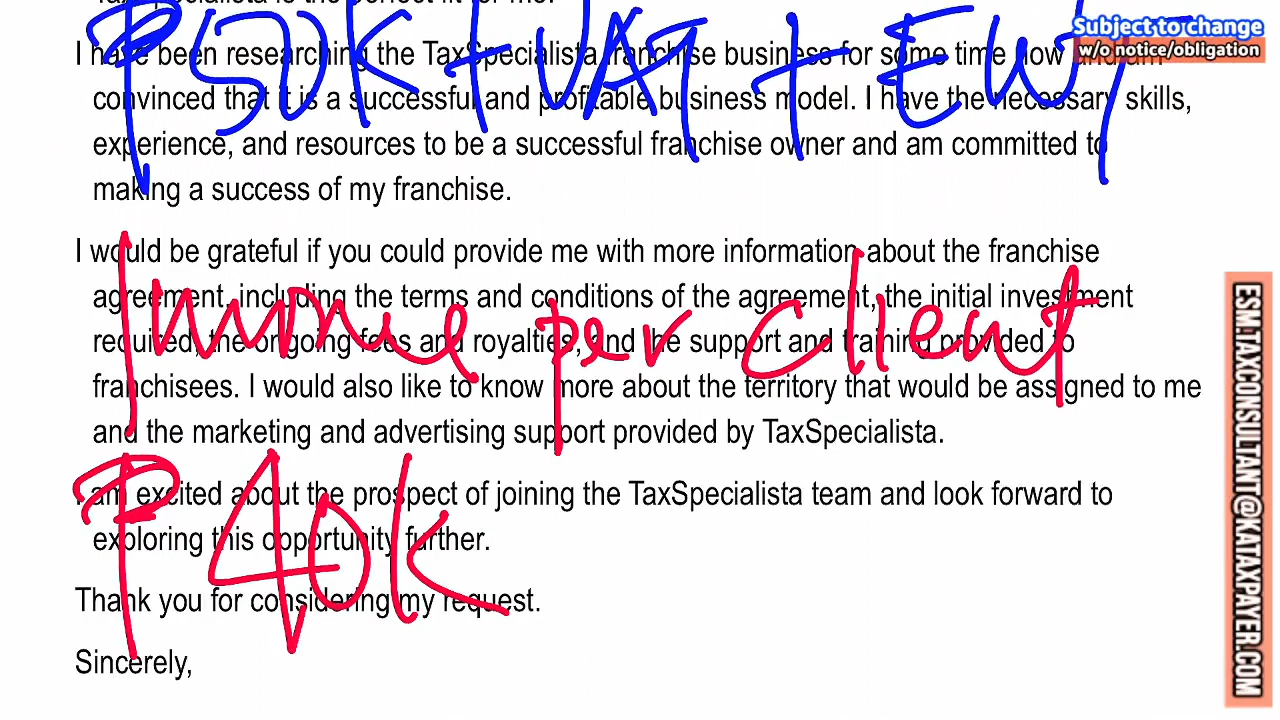 TaxSpecialista is the perfect fit for me.
₱50K + VAT + EWT
Subject to change
w/o notice/obligation
I have been researching the TaxSpecialista franchise business for some time now and am
convinced that it is a successful and profitable business model. I have the necessary skills,
experience, and resources to be a successful franchise owner and am committed to
making a success of my franchise.
I would be grateful if you could provide me with more information about the franchise
agreement, including the terms and conditions of the agreement, the initial investment
required, the ongoing fees and royalties, and the support and training provided to
franchisees. I would also like to know more about the territory that would be assigned to me
and the marketing and advertising support provided by TaxSpecialista.
Income per client
₱40K
I am excited about the prospect of joining the TaxSpecialista team and look forward to
exploring this opportunity further.
Thank you for considering my request.
Sincerely,
ESM.TAXCONSULTANT@KATAXPAYER.COM